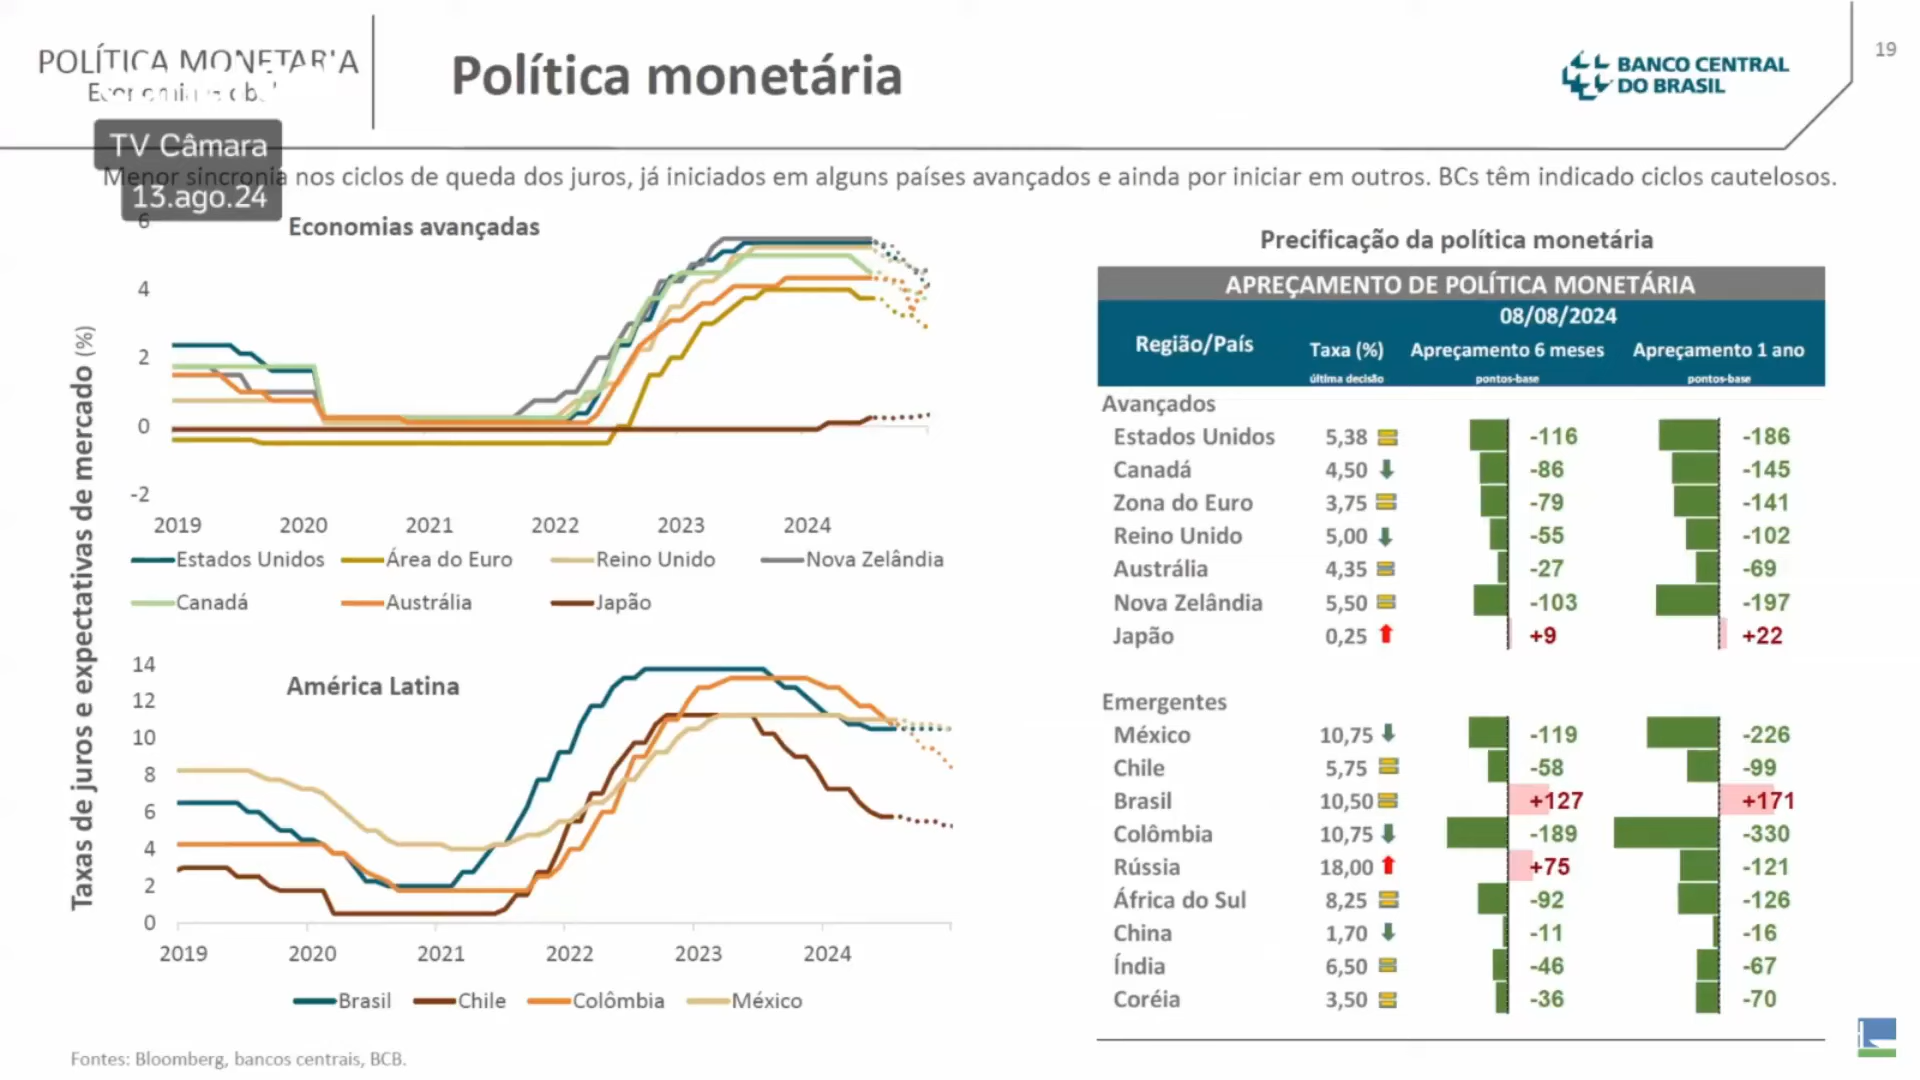 POLÍTICA MONETARIA
Política monetária
BANCO CENTRAL
DO BRASIL
19
TV Câmara
13.ago.24
Menor sincronia nos ciclos de queda dos juros, já iniciados em alguns países avançados e ainda por iniciar em outros. BCs têm indicado ciclos cautelosos.
Taxas de juros e expectativas de mercado (%)
Economias avançadas
6
4
2
0
-2
2019 2020 2021 2022 2023 2024
Estados Unidos Área do Euro Reino Unido Nova Zelândia
Canadá Austrália Japão
América Latina
14
12
10
8
6
4
2
0
2019 2020 2021 2022 2023 2024
Brasil Chile Colômbia México
Fontes: Bloomberg, bancos centrais, BCB.
Precificação da política monetária
APREÇAMENTO DE POLÍTICA MONETÁRIA
08/08/2024
Região/País Taxa (%) Apreçamento 6 meses Apreçamento 1 ano
última decisão pontos-base pontos-base
Avançados
Estados Unidos 5,38 -116 -186
Canadá 4,50 -86 -145
Zona do Euro 3,75 -79 -141
Reino Unido 5,00 -55 -102
Austrália 4,35 -27 -69
Nova Zelândia 5,50 -103 -197
Japão 0,25 +9 +22
Emergentes
México 10,75 -119 -226
Chile 5,75 -58 -99
Brasil 10,50 +127 +171
Colômbia 10,75 -189 -330
Rússia 18,00 +75 -121
África do Sul 8,25 -92 -126
China 1,70 -11 -16
Índia 6,50 -46 -67
Coréia 3,50 -36 -70